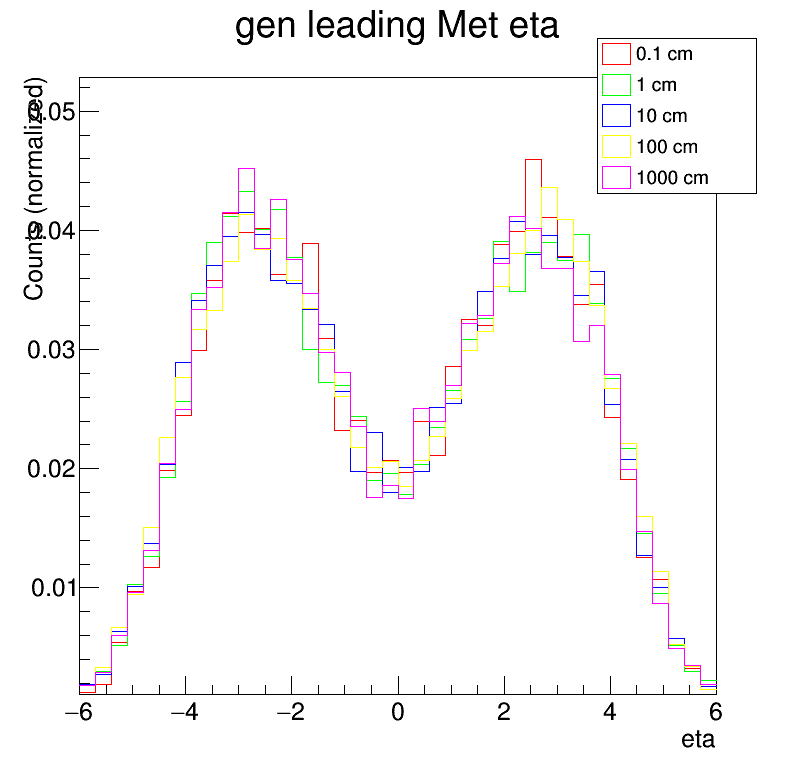 gen leading Met eta
0.1 cm
1 cm
10 cm
100 cm
1000 cm
Counts (normalized)
0.05
0.04
0.03
0.02
0.01
−6 −4 −2 0 2 4 6
eta